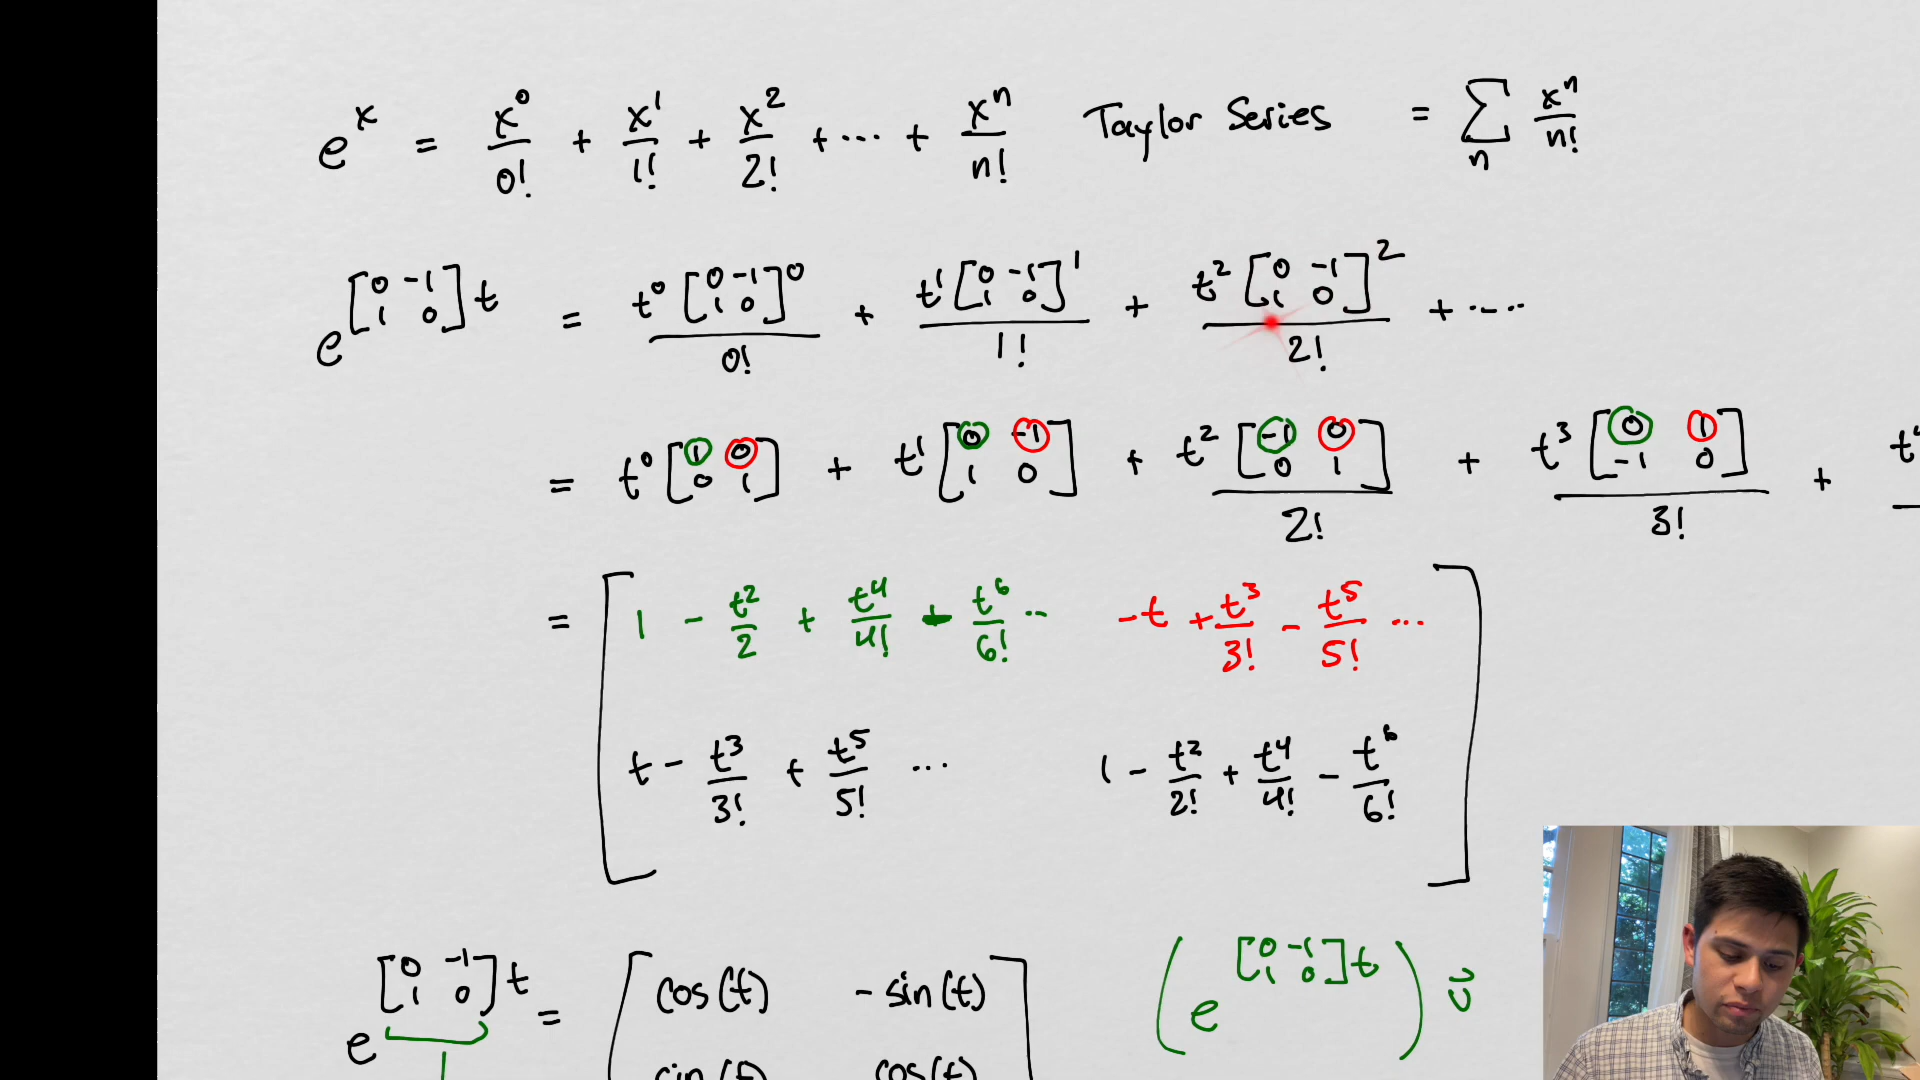 e^x = x^0/0! + x^1/1! + x^2/2! + ... + x^n/n!  Taylor Series = Σ_n x^n/n!
e^([0 -1; 1 0] t) = t^0 [0 -1; 1 0]^0 / 0! + t^1 [0 -1; 1 0]^1 / 1! + t^2 [0 -1; 1 0]^2 / 2! + ....
= t^0 [1 0; 0 1] + t^1 [0 -1; 1 0] + t^2 [-1 0; 0 1] / 2! + t^3 [0 1; -1 0] / 3! + t^4
= [1 - t^2/2 + t^4/4! - t^6/6! ..  -t + t^3/3! - t^5/5! ...
t - t^3/3! + t^5/5! ...  1 - t^2/2! + t^4/4! - t^6/6!]
e^([0 -1; 1 0] t) = [cos(t)  -sin(t)  (e^([0 -1; 1 0] t))
sin(t)  cos(t)